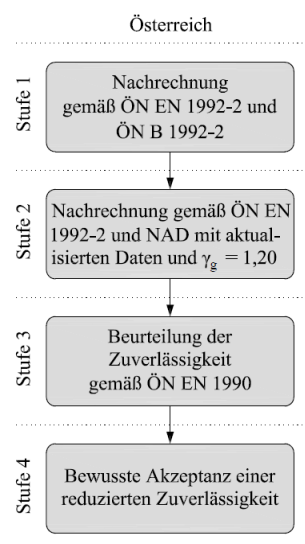 Österreich
Stufe 1
Nachrechnung
gemäß ÖN EN 1992-2 und
ÖN B 1992-2
Stufe 2
Nachrechnung gemäß ÖN EN
1992-2 und NAD mit aktual-
isierten Daten und γg = 1,20
Stufe 3
Beurteilung der
Zuverlässigkeit
gemäß ÖN EN 1990
Stufe 4
Bewusste Akzeptanz einer
reduzierten Zuverlässigkeit